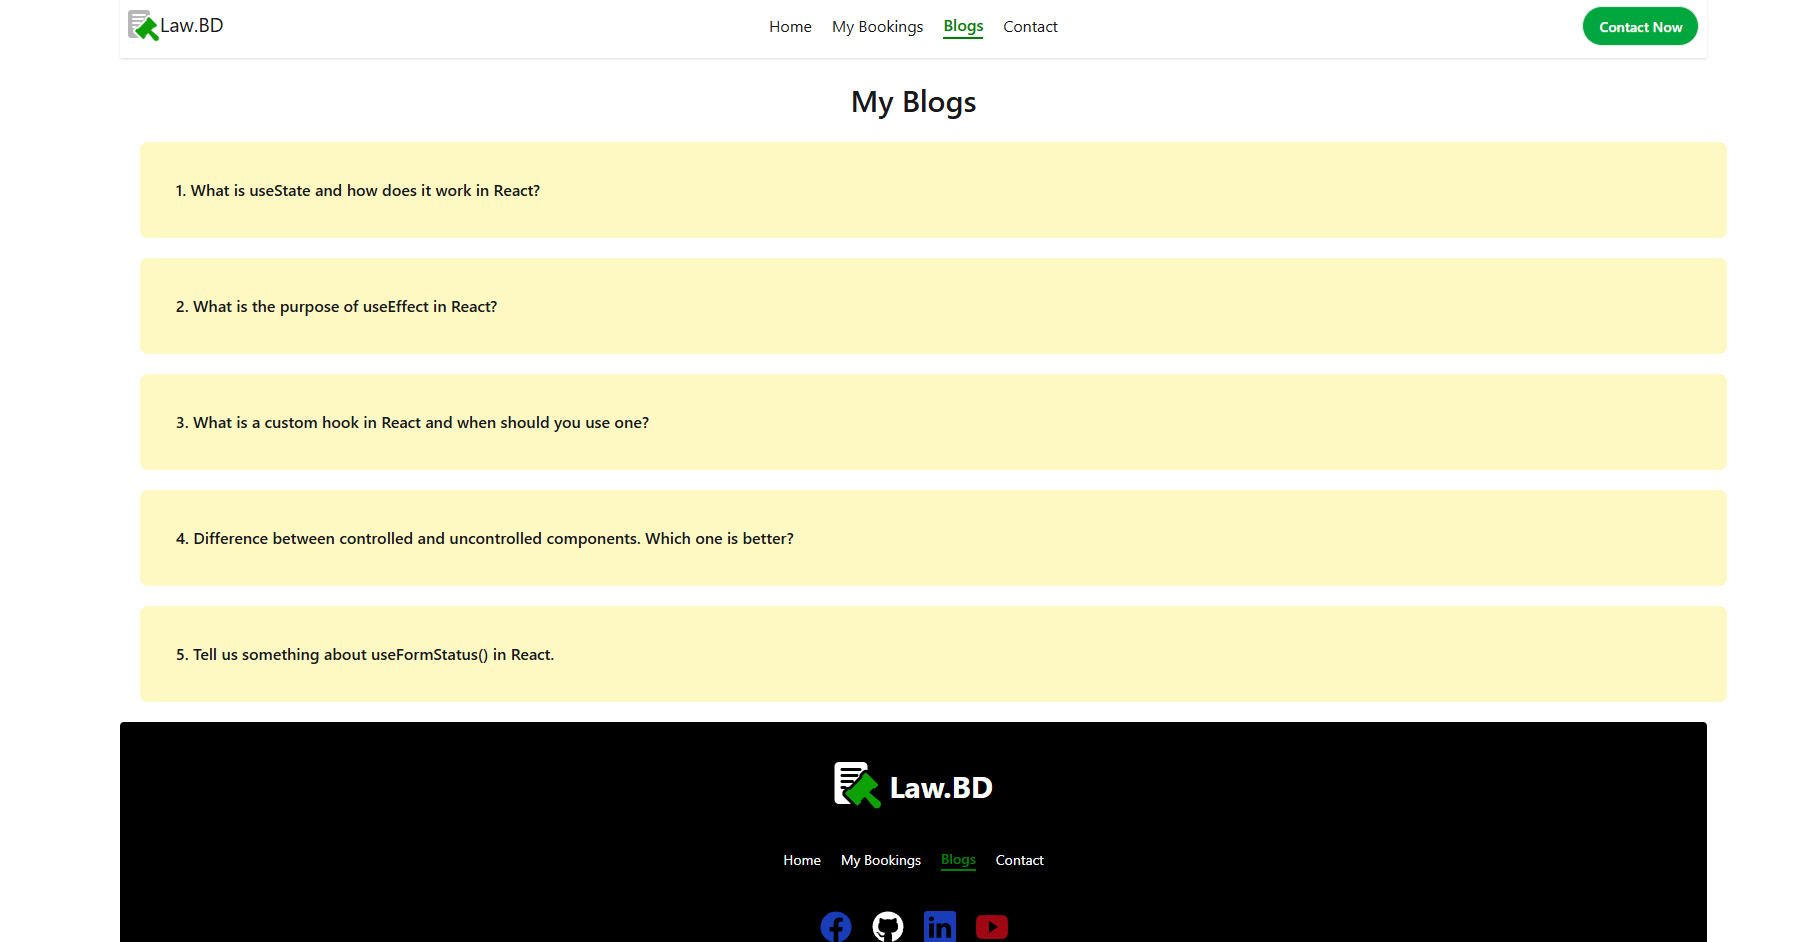 Law.BD
Home My Bookings Blogs Contact
Contact Now
My Blogs
1. What is useState and how does it work in React?
2. What is the purpose of useEffect in React?
3. What is a custom hook in React and when should you use one?
4. Difference between controlled and uncontrolled components. Which one is better?
5. Tell us something about useFormStatus() in React.
Law.BD
Home My Bookings Blogs Contact